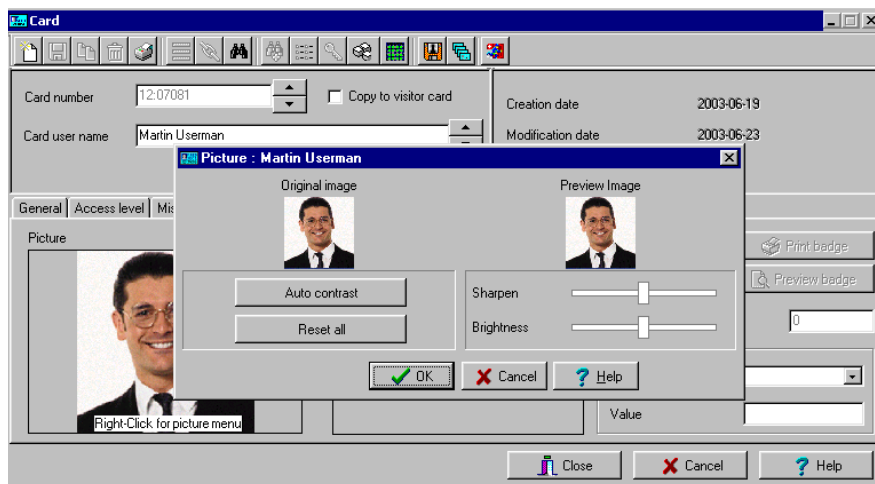 Card
Card number 12:07081 Copy to visitor card
Creation date 2003-06-19
Card user name Martin Userman
Modification date 2003-06-23
Picture : Martin Userman
Original image Preview Image
General Access level
Picture
Print badge
Preview badge
Auto contrast Sharpen
Reset all Brightness
0
OK Cancel Help
Right-Click for picture menu
Value
Close Cancel Help